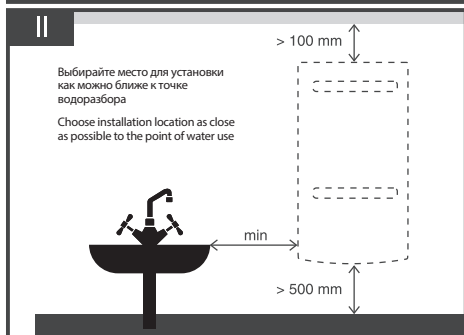 II
> 100 mm
Выбирайте место для установки
как можно ближе к точке
водоразбора
Choose installation location as close
as possible to the point of water use
min
> 500 mm